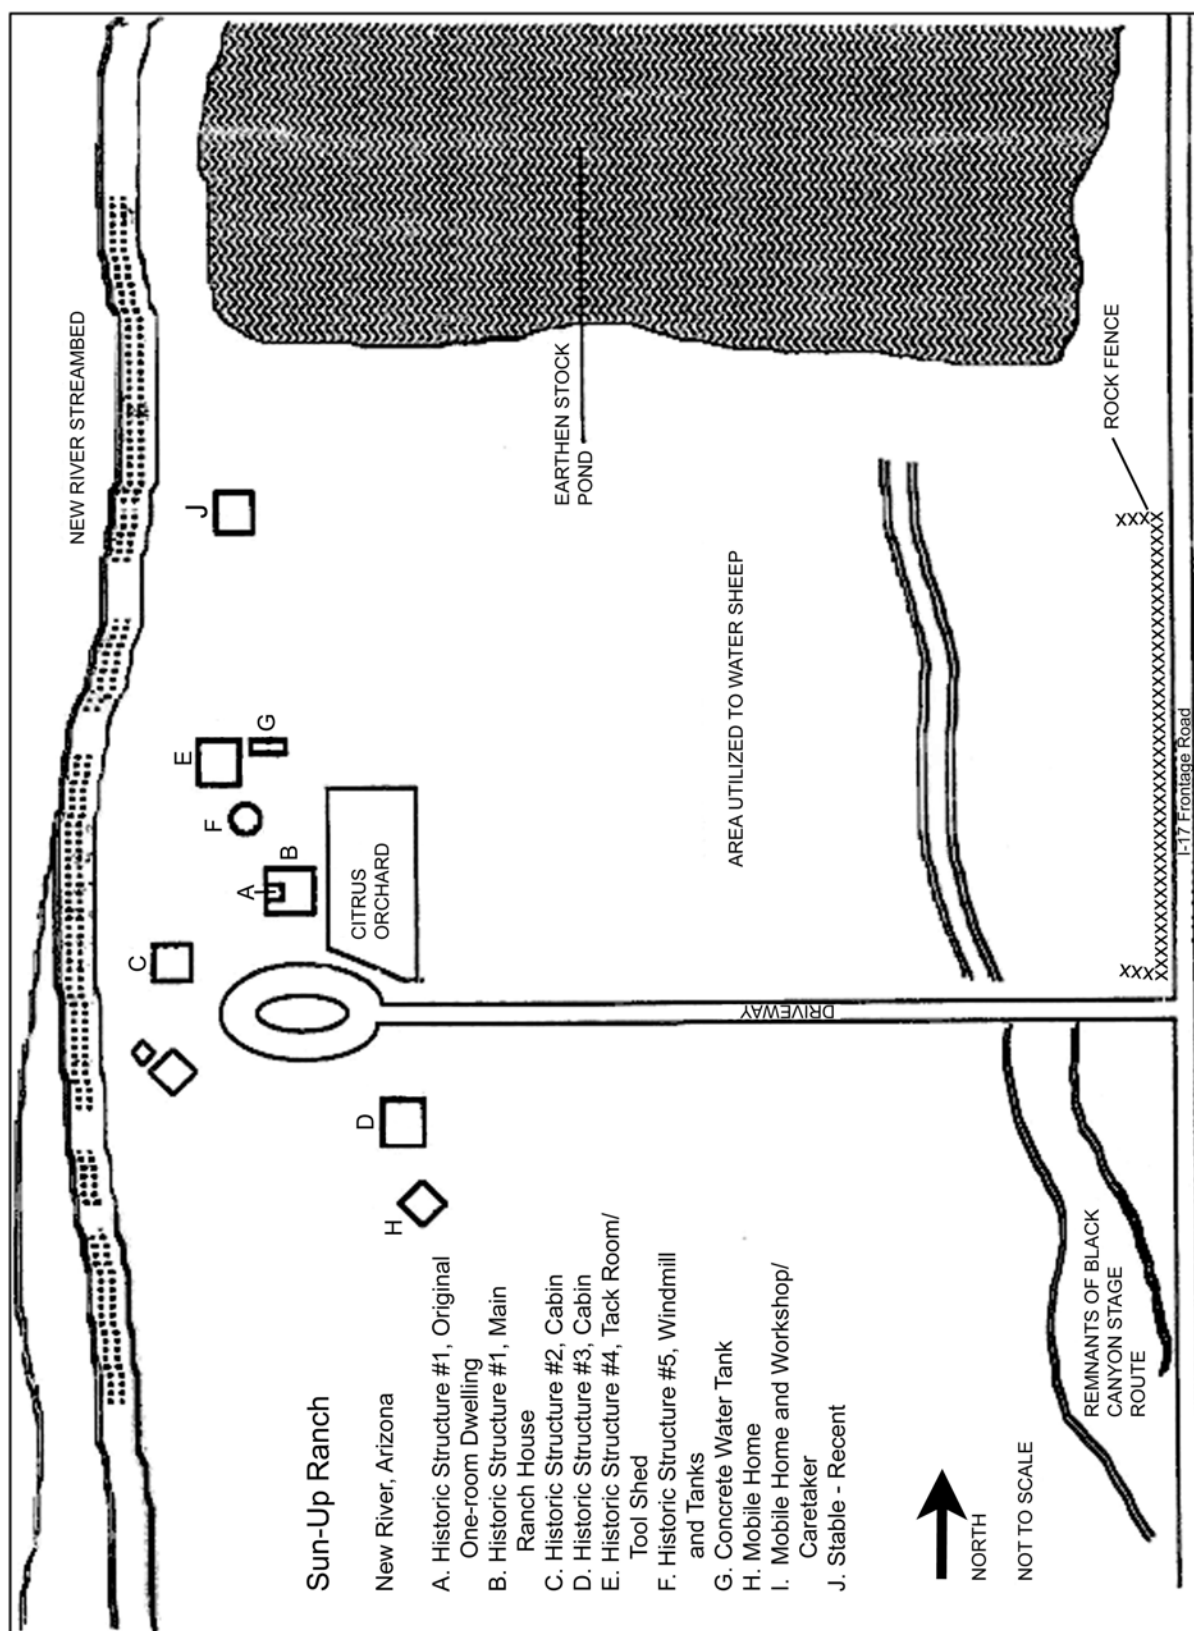 Sun-Up Ranch
New River, Arizona
A. Historic Structure #1, Original
One-room Dwelling
B. Historic Structure #1, Main
Ranch House
C. Historic Structure #2, Cabin
D. Historic Structure #3, Cabin
E. Historic Structure #4, Tack Room/
Tool Shed
F. Historic Structure #5, Windmill
and Tanks
G. Concrete Water Tank
H. Mobile Home
I. Mobile Home and Workshop/
Caretaker
J. Stable - Recent
NORTH
NOT TO SCALE
NEW RIVER STREAMBED
J
E
G
F
B
A
C
D
H
CITRUS
ORCHARD
EARTHEN STOCK
POND
AREA UTILIZED TO WATER SHEEP
DRIVEWAY
ROCK FENCE
REMNANTS OF BLACK
CANYON STAGE
ROUTE
I-17 Frontage Road